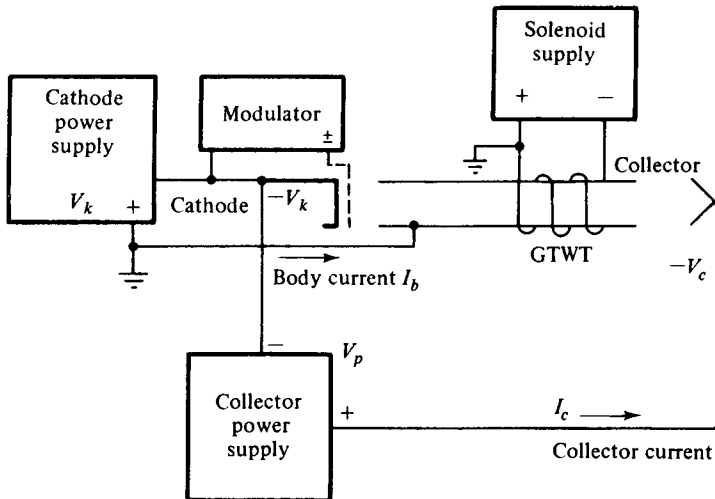 Solenoid
supply
+ −
Cathode
power
supply
V_k +
Modulator
±
Collector
Cathode
−V_k
GTWT
Body current I_b
−V_c
− V_p
Collector
power
supply
+
I_c
Collector current